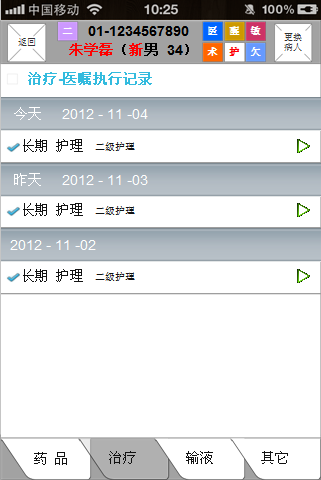 中国移动 10:25 100%
返回
二 01-1234567890
朱学磊 (新男 34)
医 敏
术 护 欠
更换
病人
治疗-医嘱执行记录
今天 2012 - 11 -04
长期 护理 二级护理
昨天 2012 - 11 -03
长期 护理 二级护理
2012 - 11 -02
长期 护理 二级护理
药 品 治疗 输液 其它